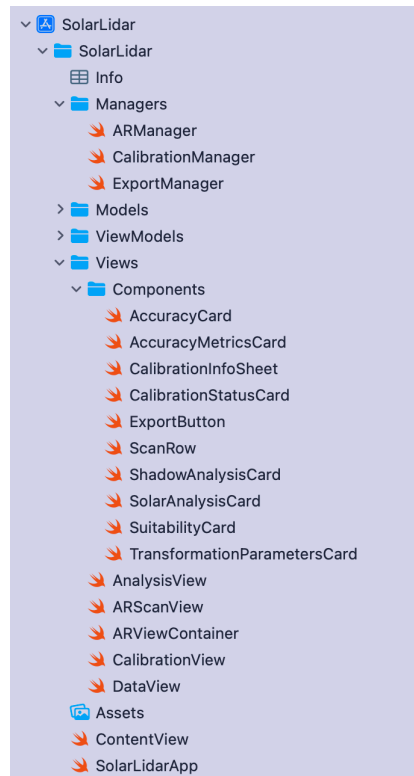 SolarLidar
SolarLidar
Info
Managers
ARManager
CalibrationManager
ExportManager
Models
ViewModels
Views
Components
AccuracyCard
AccuracyMetricsCard
CalibrationInfoSheet
CalibrationStatusCard
ExportButton
ScanRow
ShadowAnalysisCard
SolarAnalysisCard
SuitabilityCard
TransformationParametersCard
AnalysisView
ARScanView
ARViewContainer
CalibrationView
DataView
Assets
ContentView
SolarLidarApp